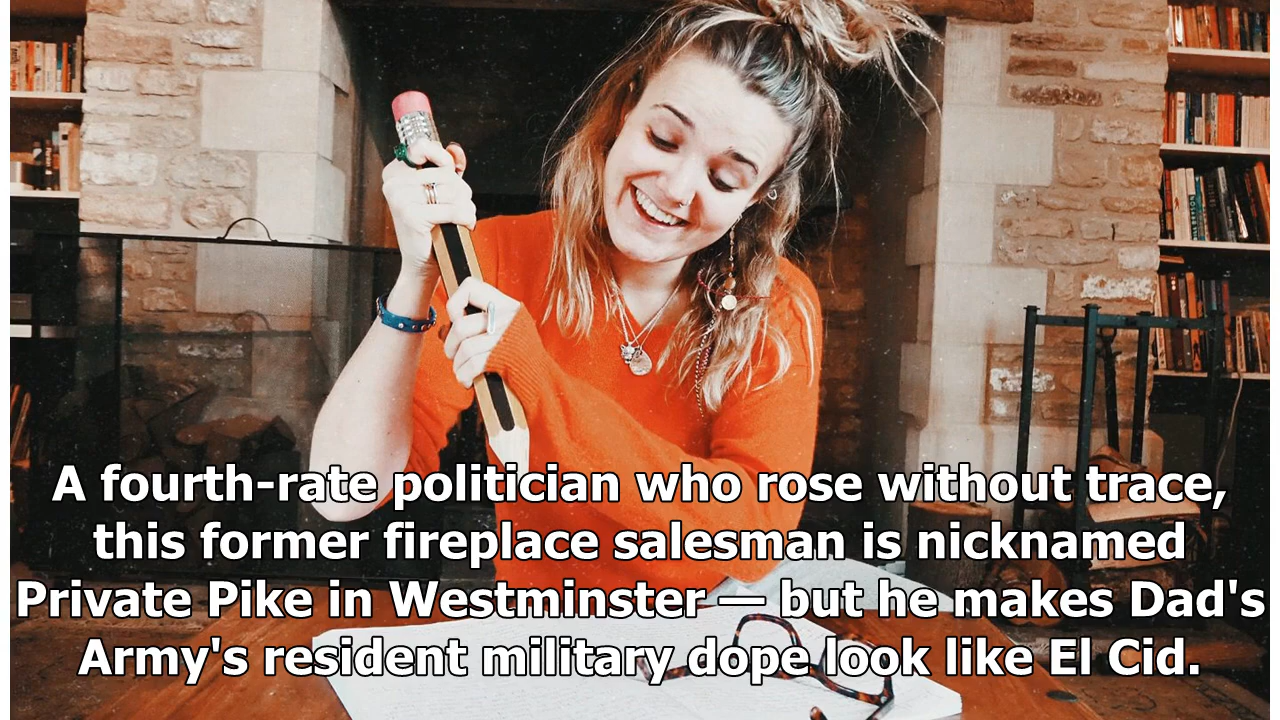 A fourth-rate politician who rose without trace,
this former fireplace salesman is nicknamed
Private Pike in Westminster — but he makes Dad's
Army's resident military dope look like El Cid.